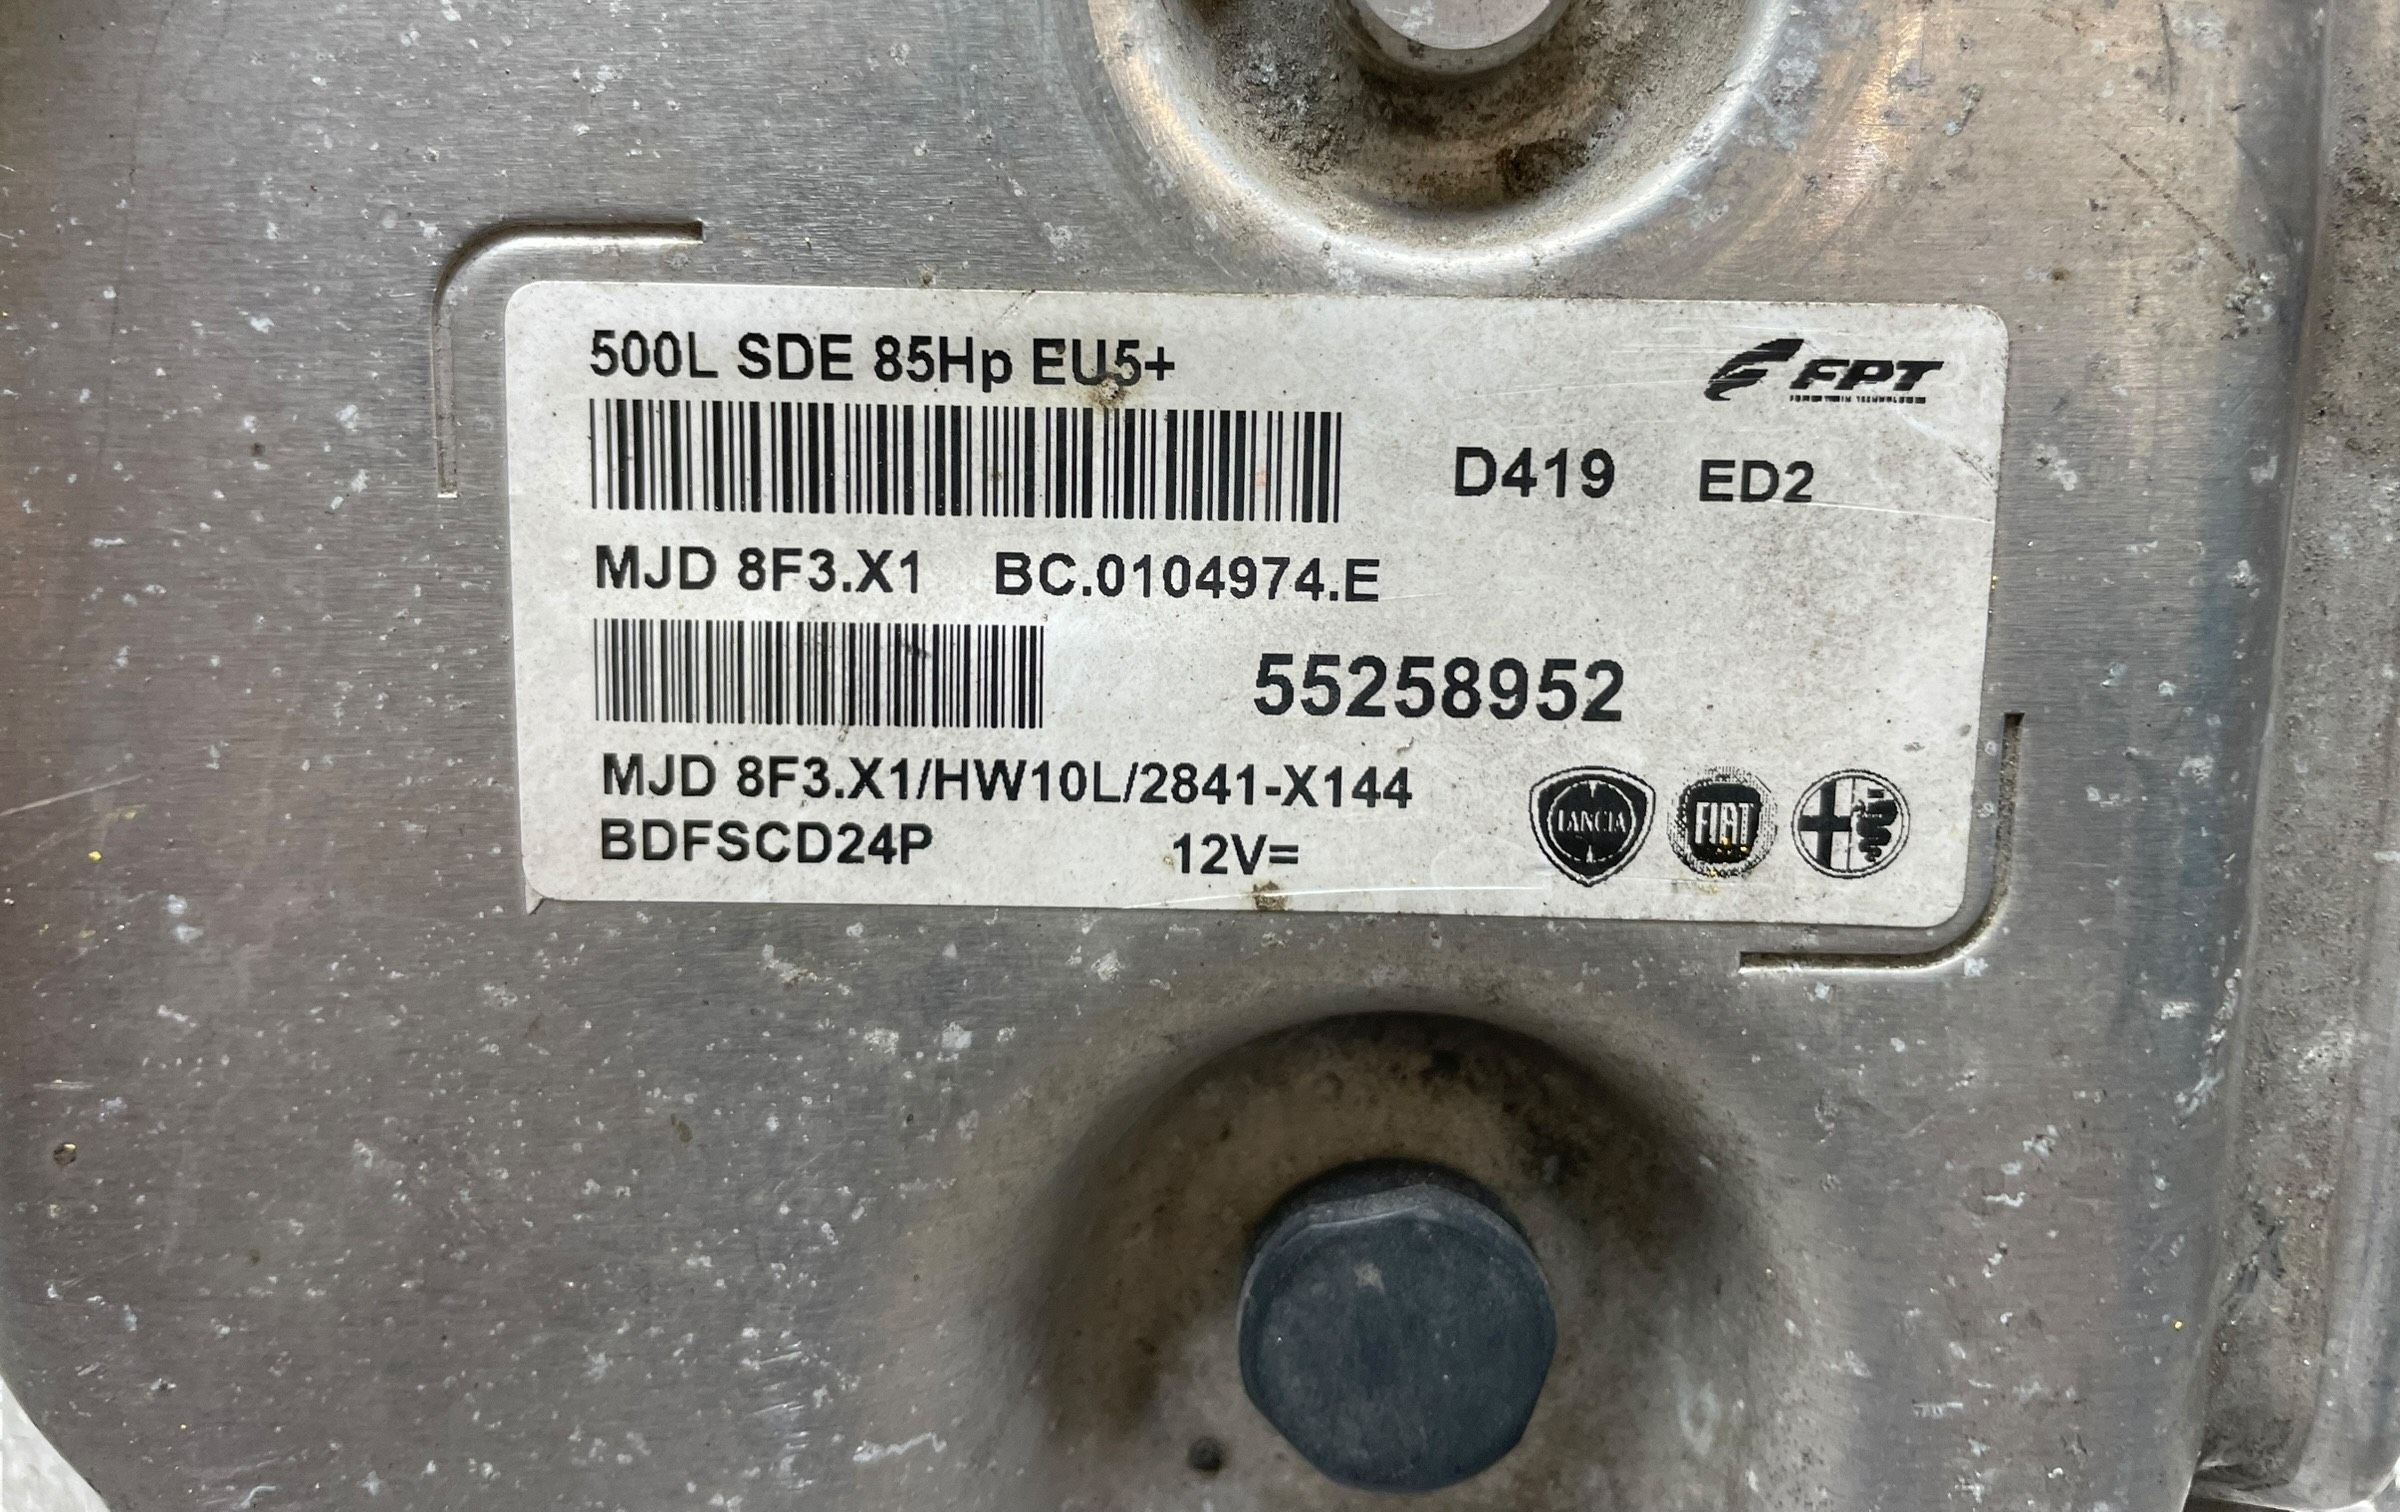 500L SDE 85Hp EU5+
FPT
D419 ED2
MJD 8F3.X1 BC.0104974.E
55258952
MJD 8F3.X1/HW10L/2841-X144
BDFSCD24P 12V=
LANCIA
FIAT